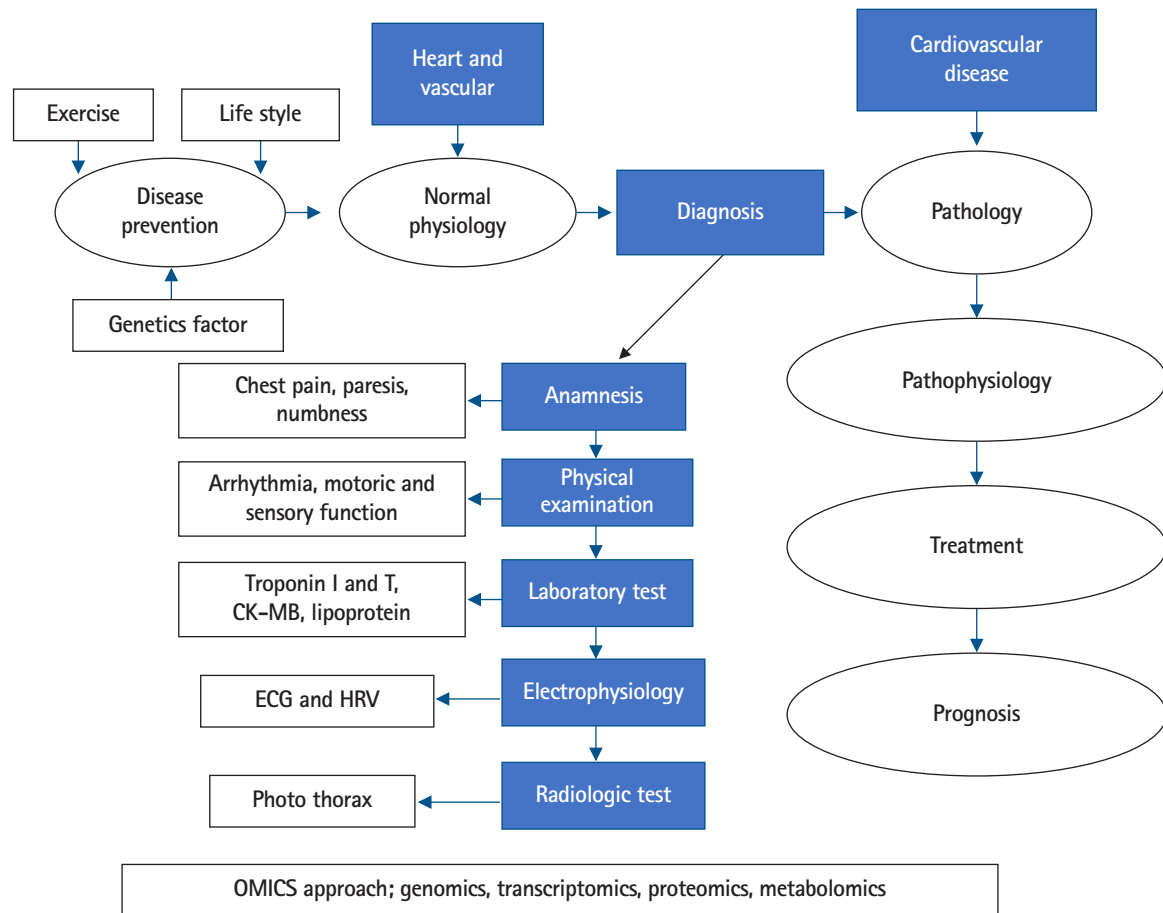 Heart and
vascular
Cardiovascular
disease
Exercise
Life style
Disease
prevention
Normal
physiology
Diagnosis
Pathology
Genetics factor
Chest pain, paresis,
numbness
Anamnesis
Pathophysiology
Arrhythmia, motoric and
sensory function
Physical
examination
Treatment
Troponin I and T,
CK-MB, lipoprotein
Laboratory test
ECG and HRV
Electrophysiology
Prognosis
Photo thorax
Radiologic test
OMICS approach; genomics, transcriptomics, proteomics, metabolomics